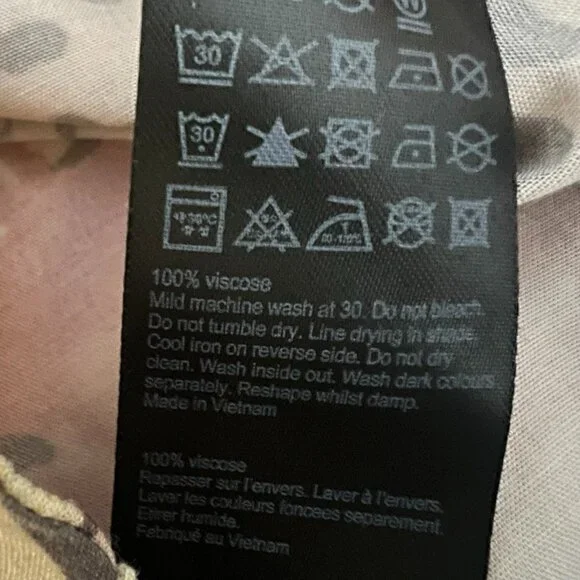 30
30
30°C
80-120°C
100% viscose
Mild machine wash at 30. Do not bleach.
Do not tumble dry. Line drying in shade.
Cool iron on reverse side. Do not dry
clean. Wash inside out. Wash dark colours
separately. Reshape whilst damp.
Made in Vietnam
100% viscose
Repasser sur l'envers. Laver à l'envers.
Laver les couleurs foncées separement.
Etirer humide.
Fabriqué au Vietnam